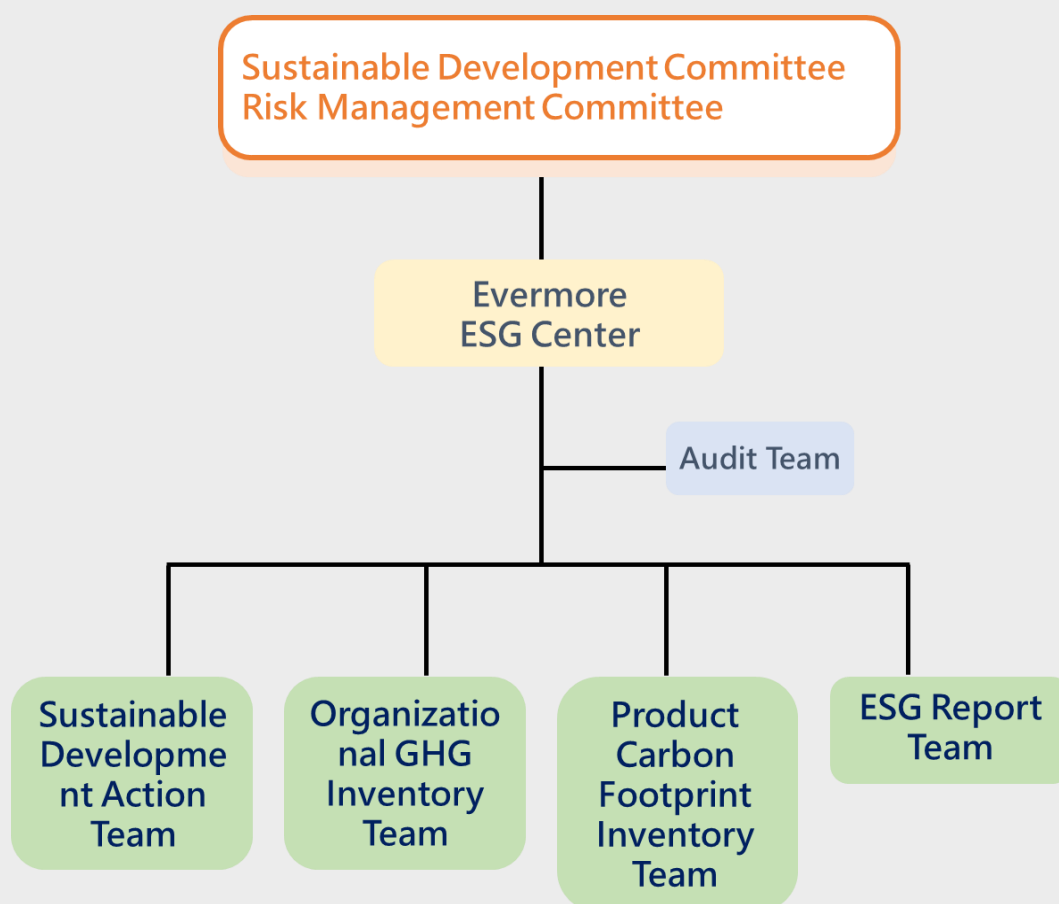 Sustainable Development Committee
Risk Management Committee
Evermore
ESG Center
Audit Team
Sustainable
Developme
nt Action
Team
Organizatio
nal GHG
Inventory
Team
Product
Carbon
Footprint
Inventory
Team
ESG Report
Team